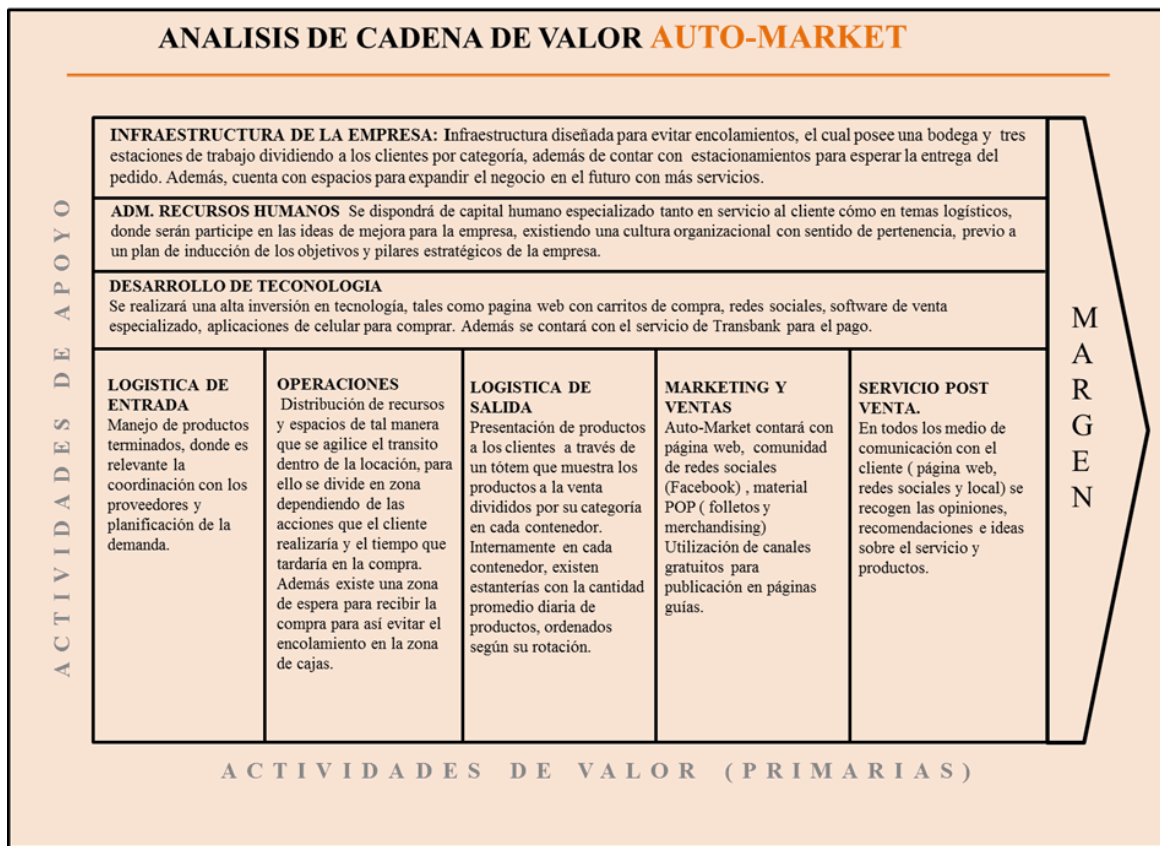 ANALISIS DE CADENA DE VALOR AUTO-MARKET
INFRAESTRUCTURA DE LA EMPRESA: Infraestructura diseñada para evitar encolamientos, el cual posee una bodega y tres
estaciones de trabajo dividiendo a los clientes por categoría, además de contar con estacionamientos para esperar la entrega del
pedido. Además, cuenta con espacios para expandir el negocio en el futuro con más servicios.
ADM. RECURSOS HUMANOS Se dispondrá de capital humano especializado tanto en servicio al cliente cómo en temas logísticos,
donde serán participe en las ideas de mejora para la empresa, existiendo una cultura organizacional con sentido de pertenencia, previo a
un plan de inducción de los objetivos y pilares estratégicos de la empresa.
DESARROLLO DE TECONOLOGIA
Se realizará una alta inversión en tecnología, tales como pagina web con carritos de compra, redes sociales, software de venta
especializado, aplicaciones de celular para comprar. Además se contará con el servicio de Transbank para el pago.
LOGISTICA DE
ENTRADA
Manejo de productos
terminados, donde es
relevante la
coordinación con los
proveedores y
planificación de la
demanda.
OPERACIONES
Distribución de recursos
y espacios de tal manera
que se agilice el transito
dentro de la locación, para
ello se divide en zona
dependiendo de las
acciones que el cliente
realizaría y el tiempo que
tardaría en la compra.
Además existe una zona
de espera para recibir la
compra para así evitar el
encolamiento en la zona
de cajas.
LOGISTICA DE
SALIDA
Presentación de productos
a los clientes a través de
un tótem que muestra los
productos a la venta
divididos por su categoría
en cada contenedor.
Internamente en cada
contenedor, existen
estanterías con la cantidad
promedio diaria de
productos, ordenados
según su rotación.
MARKETING Y
VENTAS
Auto-Market contará con
página web, comunidad
de redes sociales
(Facebook) , material
POP ( folletos y
merchandising)
Utilización de canales
gratuitos para
publicación en páginas
guías.
SERVICIO POST
VENTA.
En todos los medio de
comunicación con el
cliente ( página web,
redes sociales y local) se
recogen las opiniones,
recomendaciones e ideas
sobre el servicio y
productos.
MARGEN
ACTIVIDADES DE APOYO
ACTIVIDADES DE VALOR (PRIMARIAS)